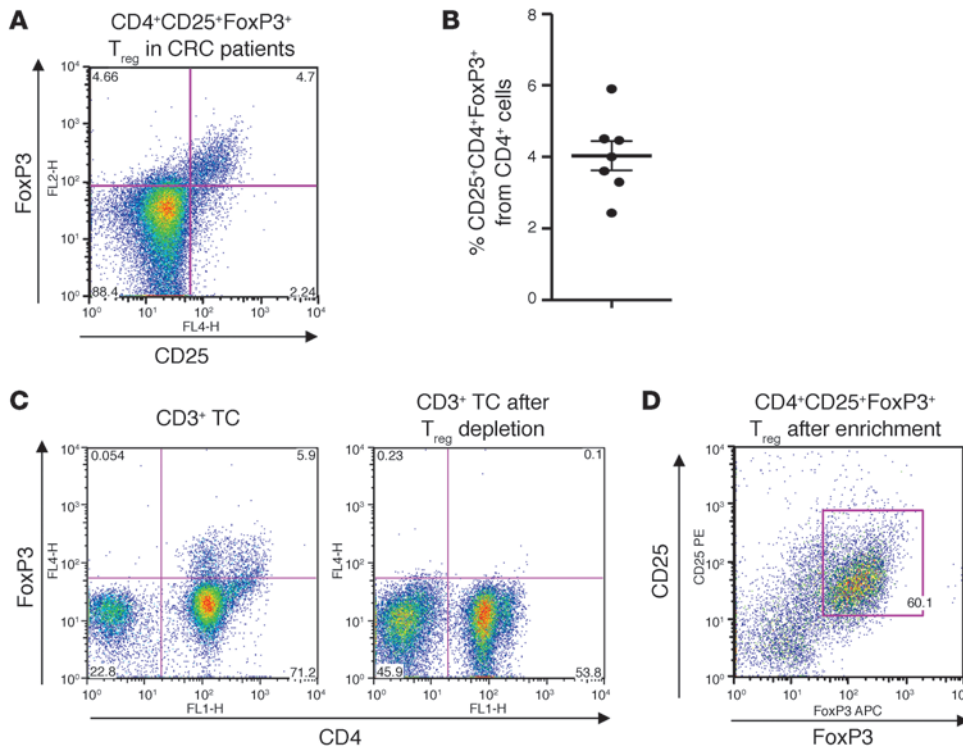 A
CD4⁺CD25⁺FoxP3⁺
T_reg in CRC patients
FoxP3
FL2-H
10⁴
10³
10²
10¹
10⁰
4.66
4.7
88.4
2.24
10⁰ 10¹ 10² 10³ 10⁴
FL4-H
CD25
B
% CD25⁺CD4⁺FoxP3⁺
from CD4⁺ cells
8
6
4
2
0
C
CD3⁺ TC
FoxP3
FL4-H
10⁴
10³
10²
10¹
10⁰
0.054
5.9
22.8
71.2
10⁰ 10¹ 10² 10³ 10⁴
FL1-H
CD3⁺ TC after
T_reg depletion
FL4-H
10⁴
10³
10²
10¹
10⁰
0.23
0.1
45.9
53.8
10⁰ 10¹ 10² 10³ 10⁴
FL1-H
CD4
D
CD4⁺CD25⁺FoxP3⁺
T_reg after enrichment
CD25
CD25 PE
10⁴
10³
10²
10¹
10⁰
60.1
10⁰ 10¹ 10² 10³ 10
FoxP3 APC
FoxP3